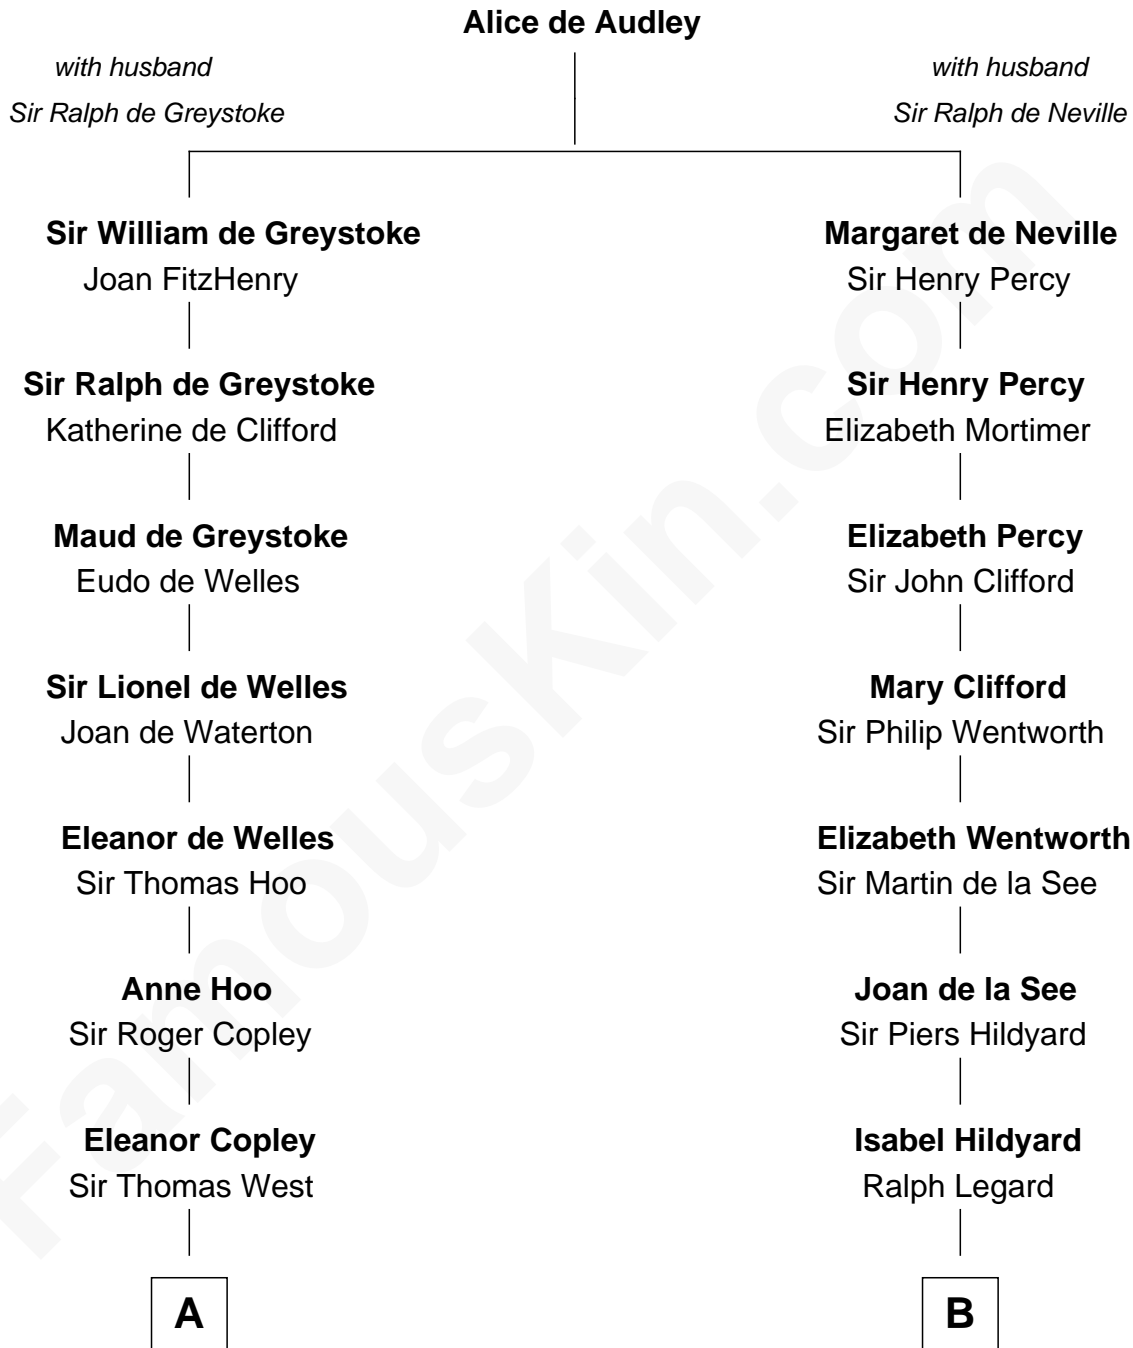 Alice de Audley
with husband
Sir Ralph de Greystoke
with husband
Sir Ralph de Neville
Sir William de Greystoke
Joan FitzHenry
Margaret de Neville
Sir Henry Percy
Sir Ralph de Greystoke
Katherine de Clifford
Sir Henry Percy
Elizabeth Mortimer
Maud de Greystoke
Eudo de Welles
Elizabeth Percy
Sir John Clifford
Sir Lionel de Welles
Joan de Waterton
Mary Clifford
Sir Philip Wentworth
Eleanor de Welles
Sir Thomas Hoo
Elizabeth Wentworth
Sir Martin de la See
Anne Hoo
Sir Roger Copley
Joan de la See
Sir Piers Hildyard
Eleanor Copley
Sir Thomas West
Isabel Hildyard
Ralph Legard
A
B
FamousKin.com